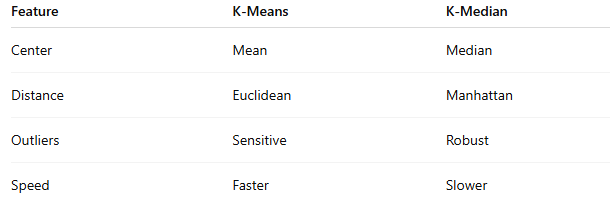 Feature K-Means K-Median
Center Mean Median
Distance Euclidean Manhattan
Outliers Sensitive Robust
Speed Faster Slower